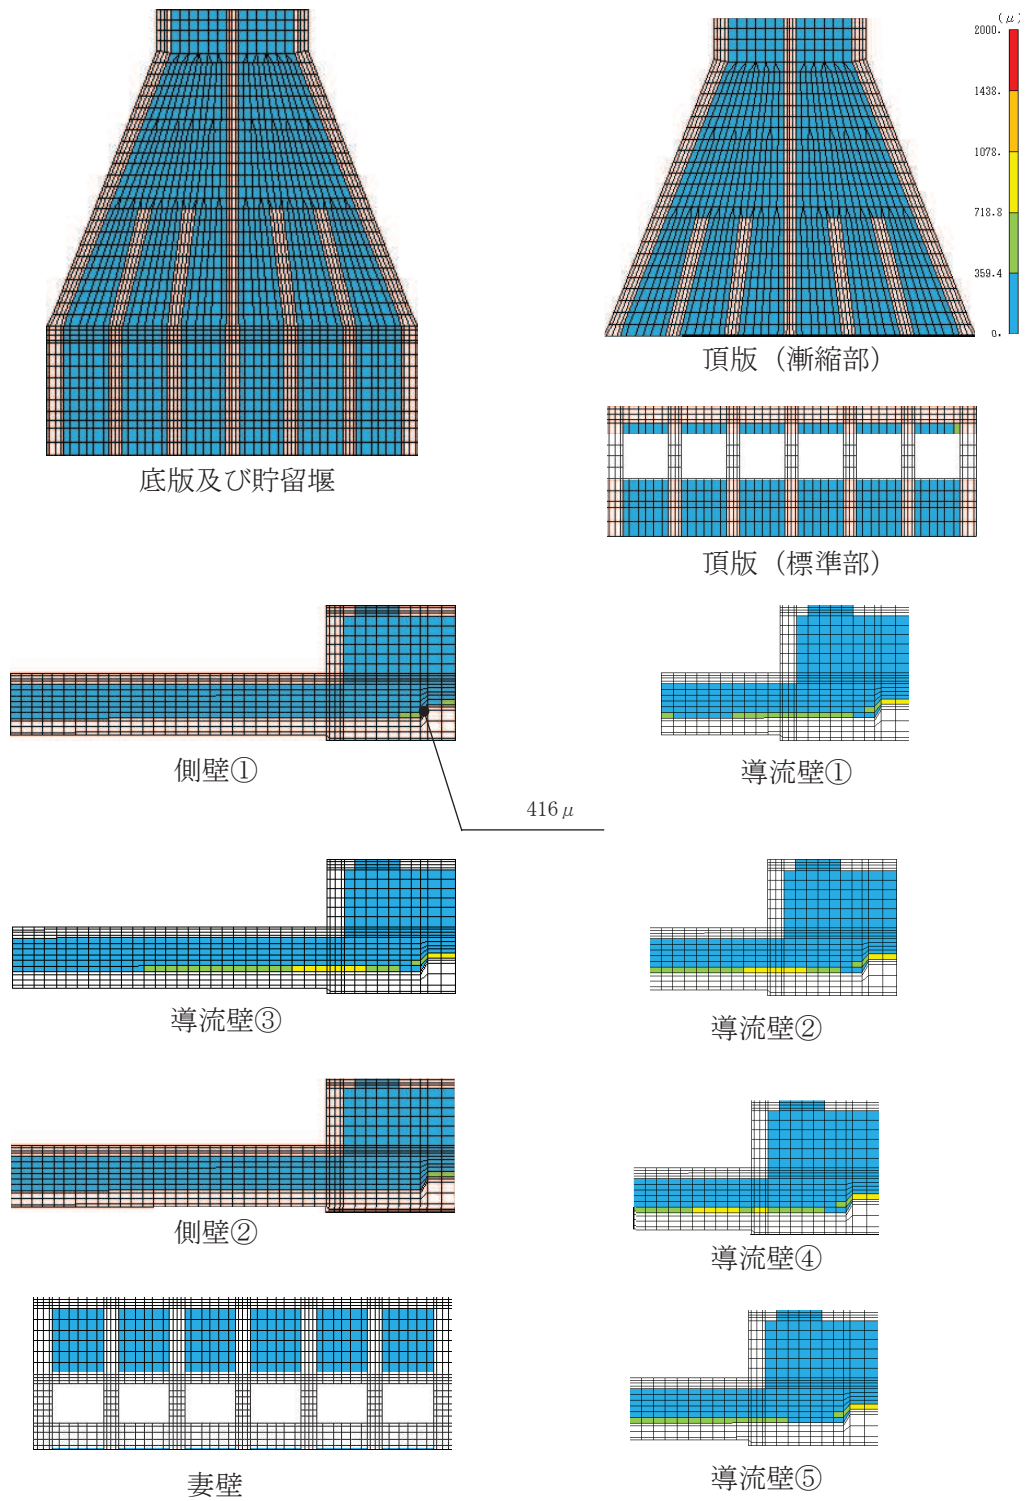 (μ)
2000.
1438.
1078.
718.8
359.4
0.
頂版（漸縮部）
底版及び貯留堰
頂版（標準部）
側壁①
導流壁①
416μ
導流壁③
導流壁②
側壁②
導流壁④
妻壁
導流壁⑤